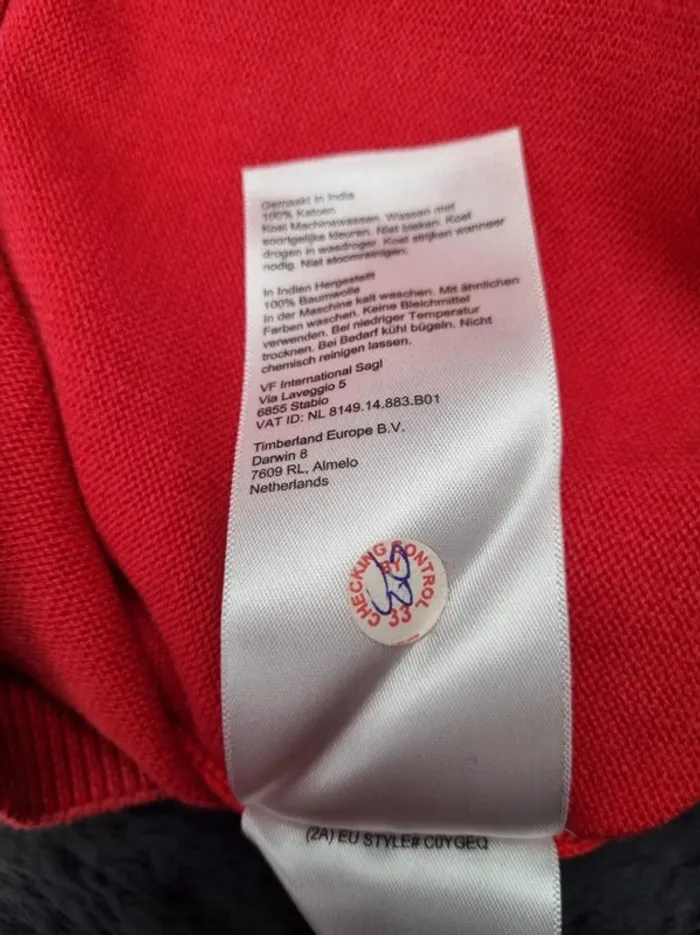 Gemaakt In India
100% Katoen
Koel Machinewassen. Wassen met
soortgelijke kleuren. Niet bleken. Koel
drogen in wasdroger. Koel strijken wanneer
nodig. Niet stoomreinigen.
In Indien Hergestellt
100% Baumwolle
In der Maschine kalt waschen. Mit ähnlichen
Farben waschen. Keine Bleichmittel
verwenden. Bei niedriger Temperatur
trocknen. Bei Bedarf kühl bügeln. Nicht
chemisch reinigen lassen.
VF International Sagl
Via Laveggio 5
6855 Stabio
VAT ID: NL 8149.14.883.B01
Timberland Europe B.V.
Darwin 8
7609 RL, Almelo
Netherlands
CHECKING CONTROL
BY
33
(2A) EU STYLE# C0YGEQ